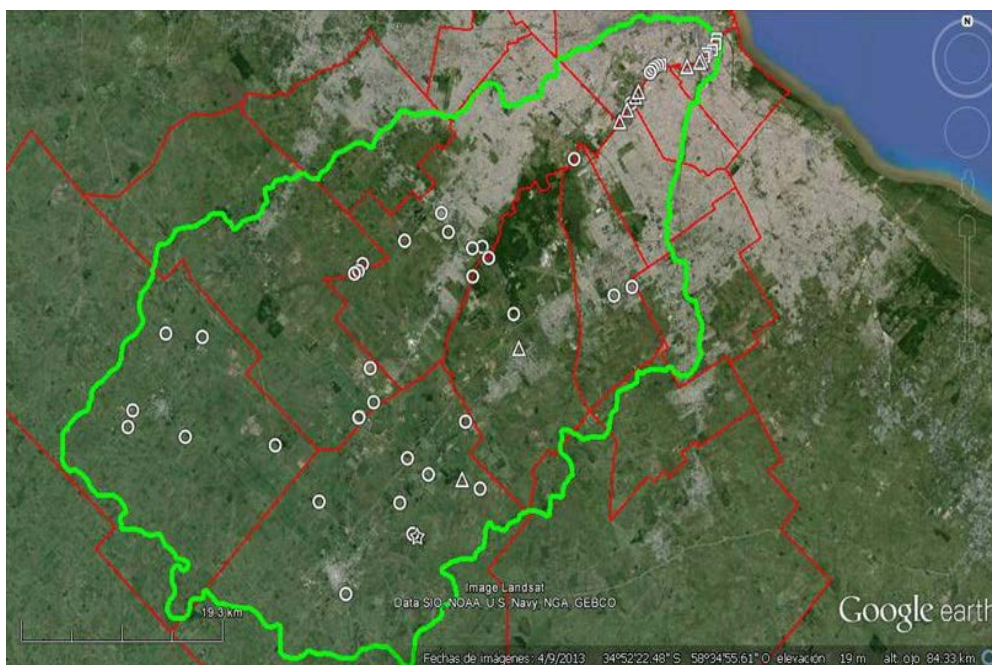 N
Image Landsat
Data SIO, NOAA, U.S. Navy, NGA, GEBCO
19.3 km
Google earth
Fechas de imágenes: 4/9/2013 34°52'22.48" S 58°34'55.61" O elevación 19 m alt. ojo 84.33 km